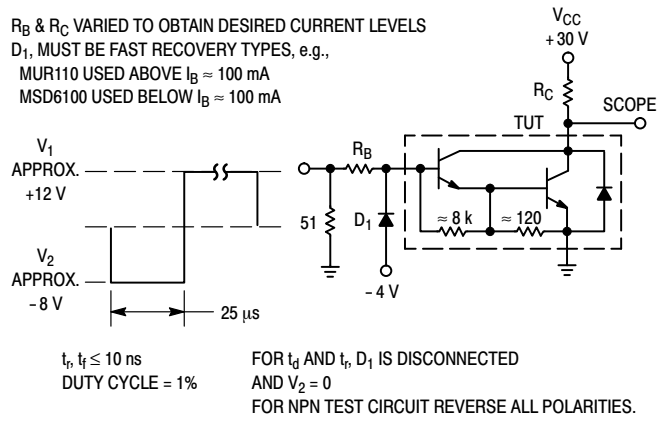 R_B & R_C VARIED TO OBTAIN DESIRED CURRENT LEVELS
D_1, MUST BE FAST RECOVERY TYPES, e.g.,
MUR110 USED ABOVE I_B ≈ 100 mA
MSD6100 USED BELOW I_B ≈ 100 mA
V_CC
+ 30 V
R_C
SCOPE
TUT
V_1
APPROX.
+12 V
R_B
51
D_1
≈ 8 k
≈ 120
V_2
APPROX.
- 8 V
- 4 V
25 μs
t_r, t_f ≤ 10 ns
DUTY CYCLE = 1%
FOR t_d AND t_r, D_1 IS DISCONNECTED
AND V_2 = 0
FOR NPN TEST CIRCUIT REVERSE ALL POLARITIES.